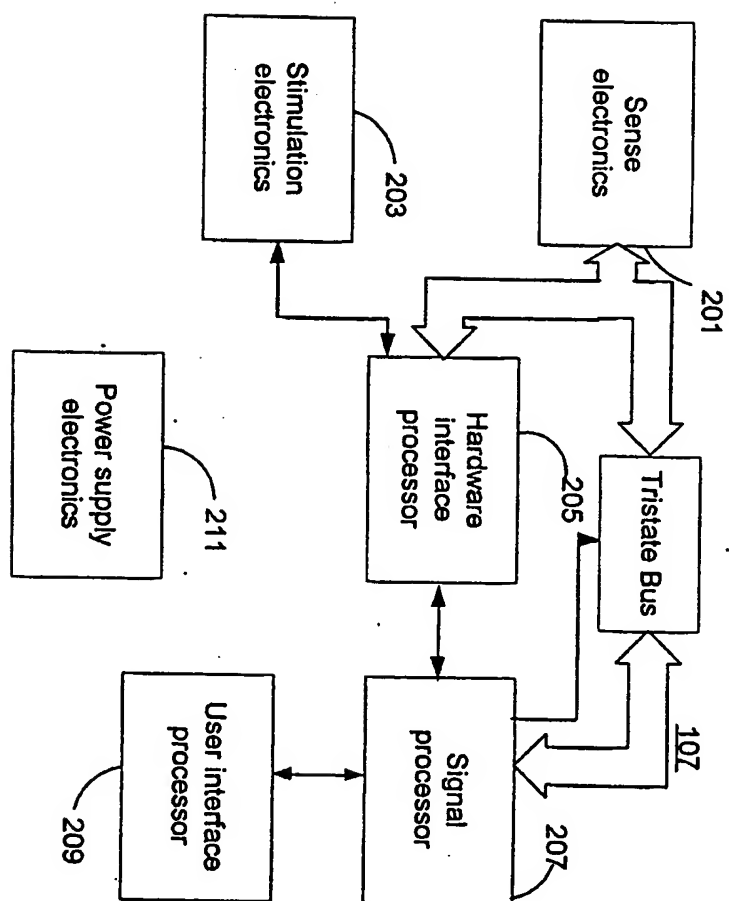 Sense
electronics
201
Tristate Bus
107
Stimulation
electronics
203
Hardware
interface
processor
205
Signal
processor
207
Power supply
electronics
211
User interface
processor
209